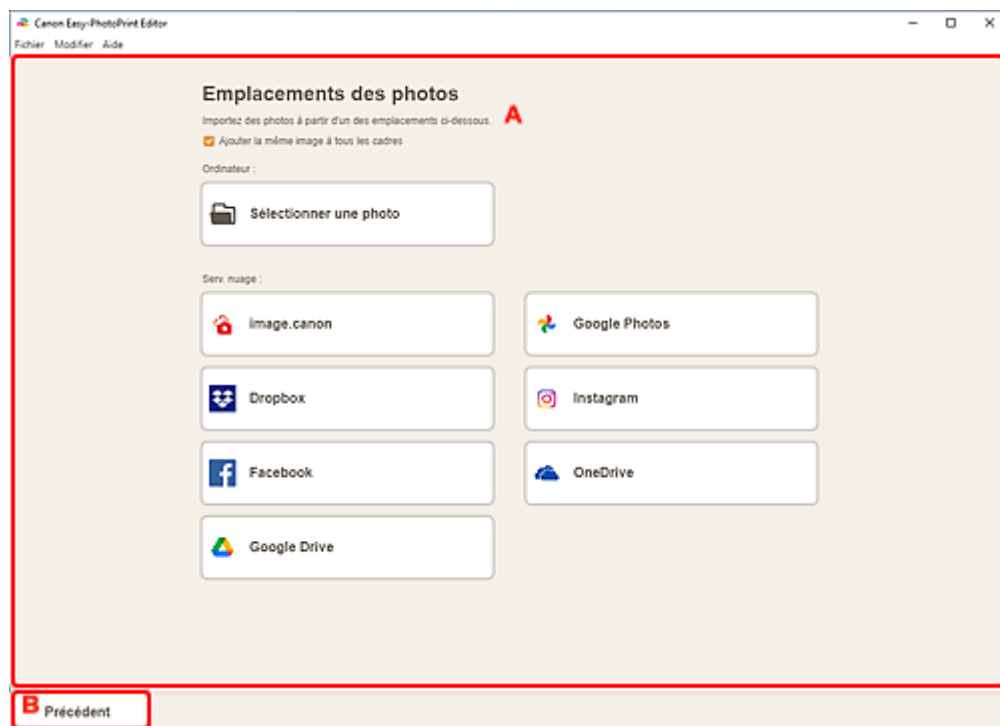 Canon Easy-PhotoPrint Editor
Fichier Modifier Aide
Emplacements des photos
Importez des photos à partir d'un des emplacements ci-dessous.
A
Ajouter la même image à tous les cadres
Ordinateur :
Sélectionner une photo
Serv. nuage :
image.canon
Google Photos
Dropbox
Instagram
Facebook
OneDrive
Google Drive
B Précédent